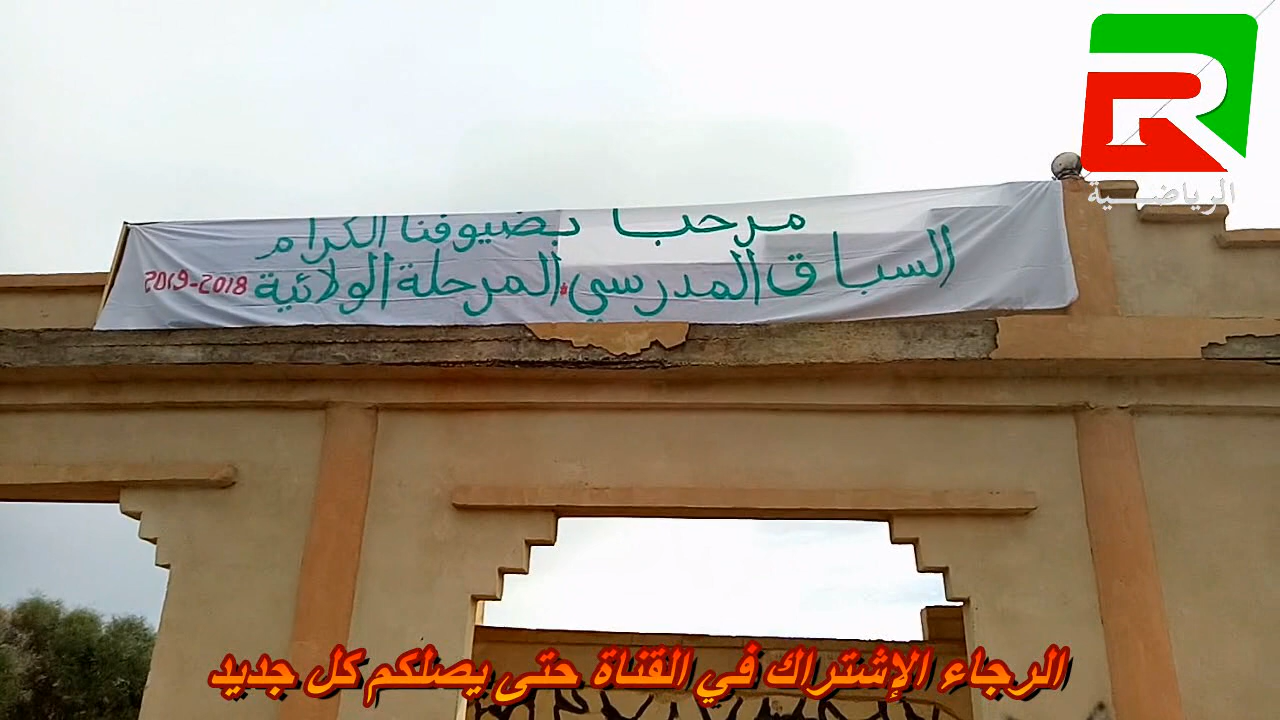 R
الرياضية
مرحبا بضيوفنا الكرام
السباق المدرسي المرحلة الولائية 2018-2019
الرجاء الإشتراك في القناة حتى يصلكم كل جديد